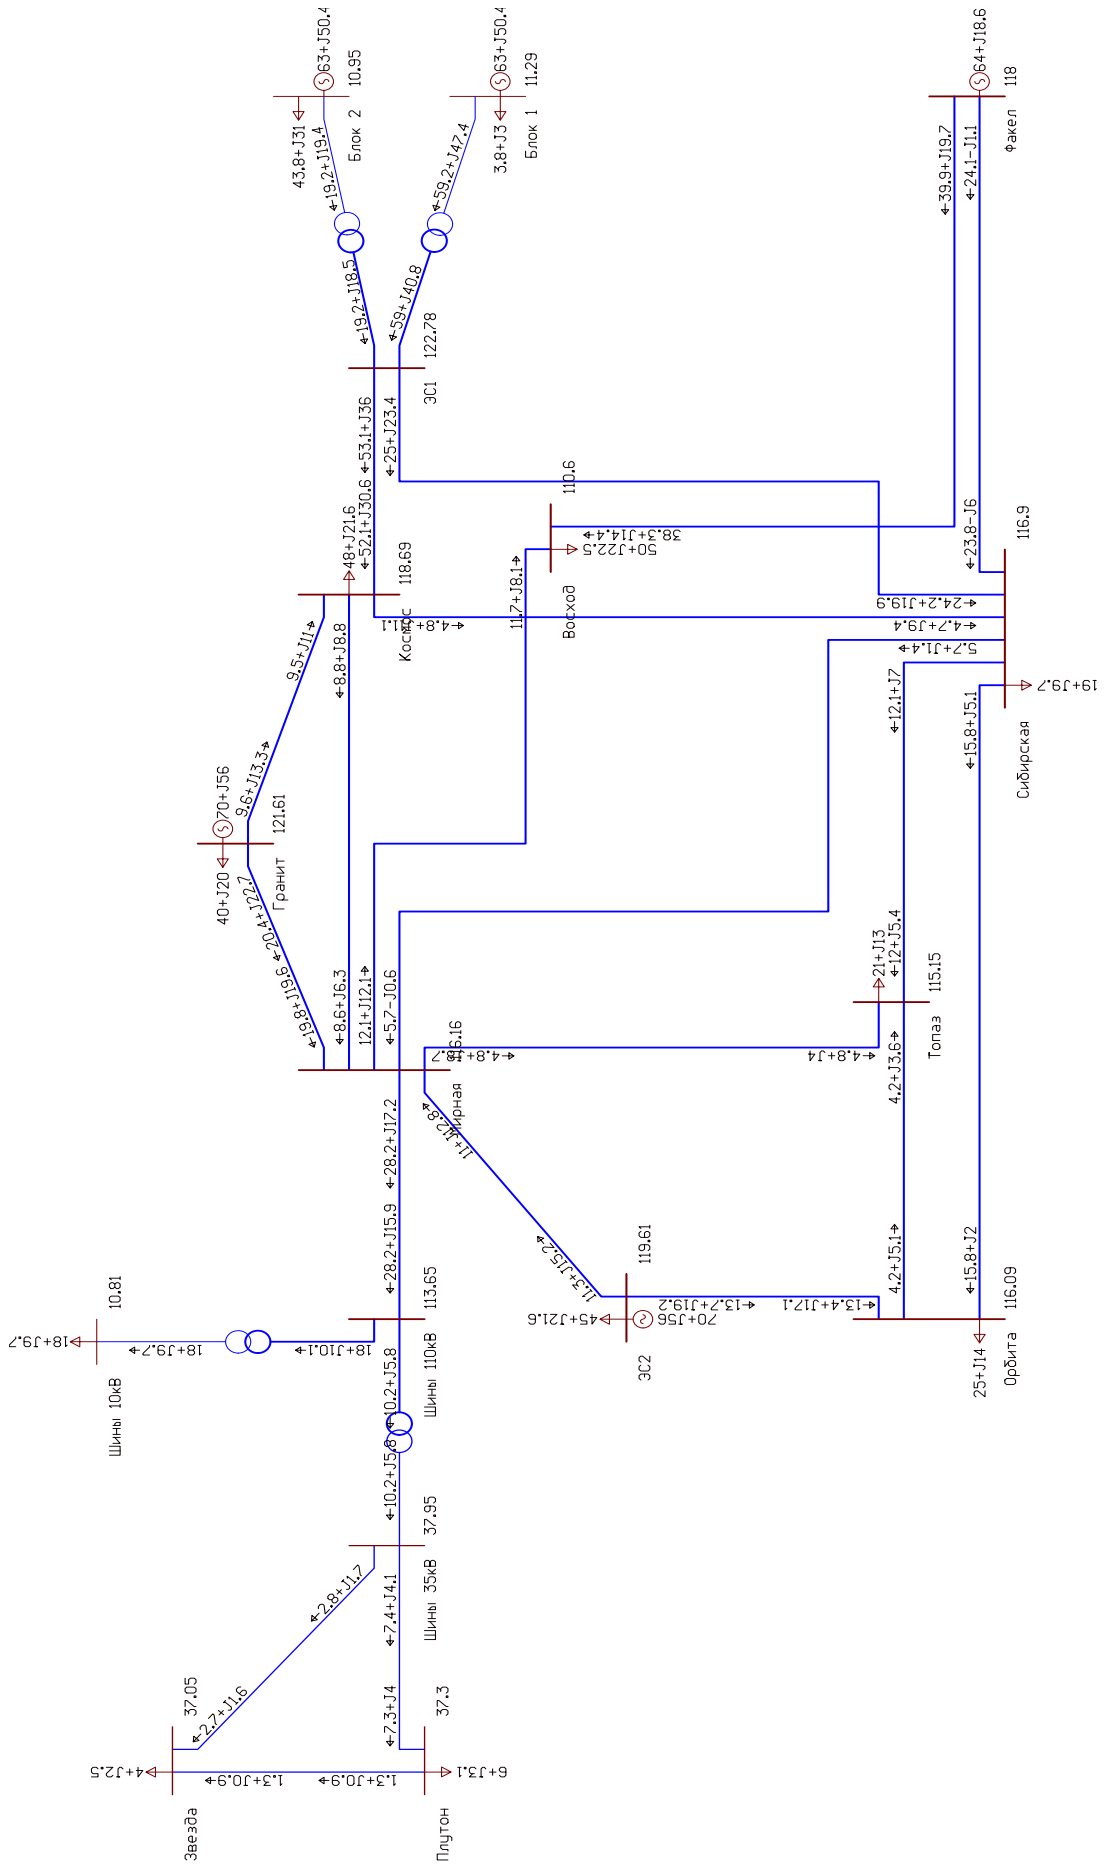 43.8+J31
63+J50.4
10.95
Блок 2
19.2+J19.4
19.2+J18.5
63+J50.4
11.29
3.8+J3
Блок 1
59.2+J47.4
59+J40.8
122.78
ЭС1
53.1+J36
25+J23.4
64+J18.6
118
Факел
39.9+J19.7
24.1-J1.1
23.8-J6
110.6
Восход
50+J22.5
38.3+J14.4
11.7+J8.1
48+J21.6
118.69
Космос
52.1+J30.6
9.5+J11
8.8+J8.8
4.8+J11.1
116.9
Сибирская
19+J9.7
24.2+J19.9
4.7+J9.4
5.7+J1.4
12.1+J7
15.8+J5.1
70+J56
40+J20
121.61
Гранит
9.6+J13.3
20.4+J22.7
19.8+J19.6
8.6+J6.3
12.1+J12.1
5.7-J0.6
116.16
4.8+J8.7
28.2+J17.2
11+J12.8
21+J13
115.15
Топаз
12+J5.4
4.8+J4
4.2+J3.6
119.61
ЭС2
45+J21.6
70+J56
11.3+J15.2
13.7+J19.2
13.4+J17.1
4.2+J5.1
15.8+J2
116.09
Орбита
25+J14
10.81
Шины 10кВ
18+J9.7
18+J9.7
18+J10.1
28.2+J15.9
113.65
Шины 110кВ
10.2+J5.8
10.2+J5.8
37.95
Шины 35кВ
2.8+J1.7
7.4+J4.1
37.05
Звезда
4+J2.5
2.7+J1.6
1.3+J0.9
1.3+J0.9
7.3+J4
37.3
Плутон
6+J3.1